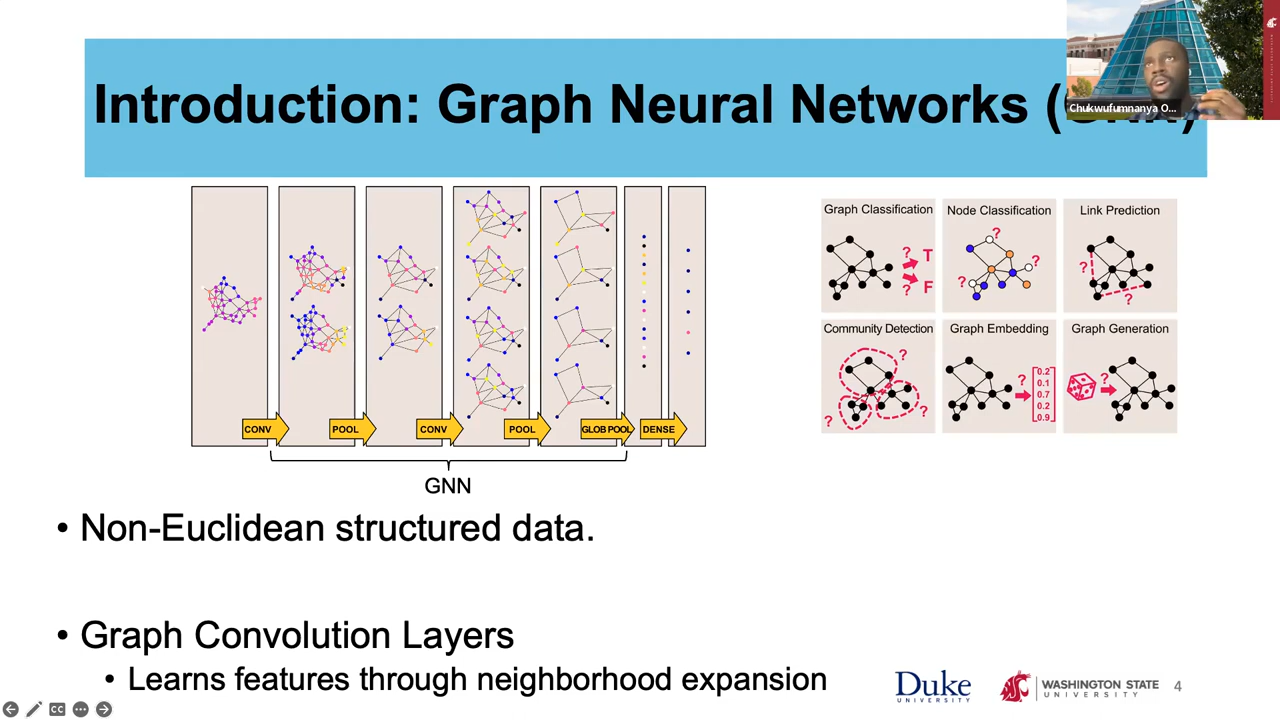 Introduction: Graph Neural Networks (GNN)
Chukwufumnanya O...
Graph Classification
Node Classification
Link Prediction
?
T
?
F
?
?
?
?
?
Community Detection
Graph Embedding
Graph Generation
?
?
?
?
0.2
0.1
0.7
0.2
0.9
?
CONV
POOL
CONV
POOL
GLOB POOL
DENSE
GNN
• Non-Euclidean structured data.
• Graph Convolution Layers
• Learns features through neighborhood expansion
Duke
UNIVERSITY
WASHINGTON STATE
UNIVERSITY
4
CC